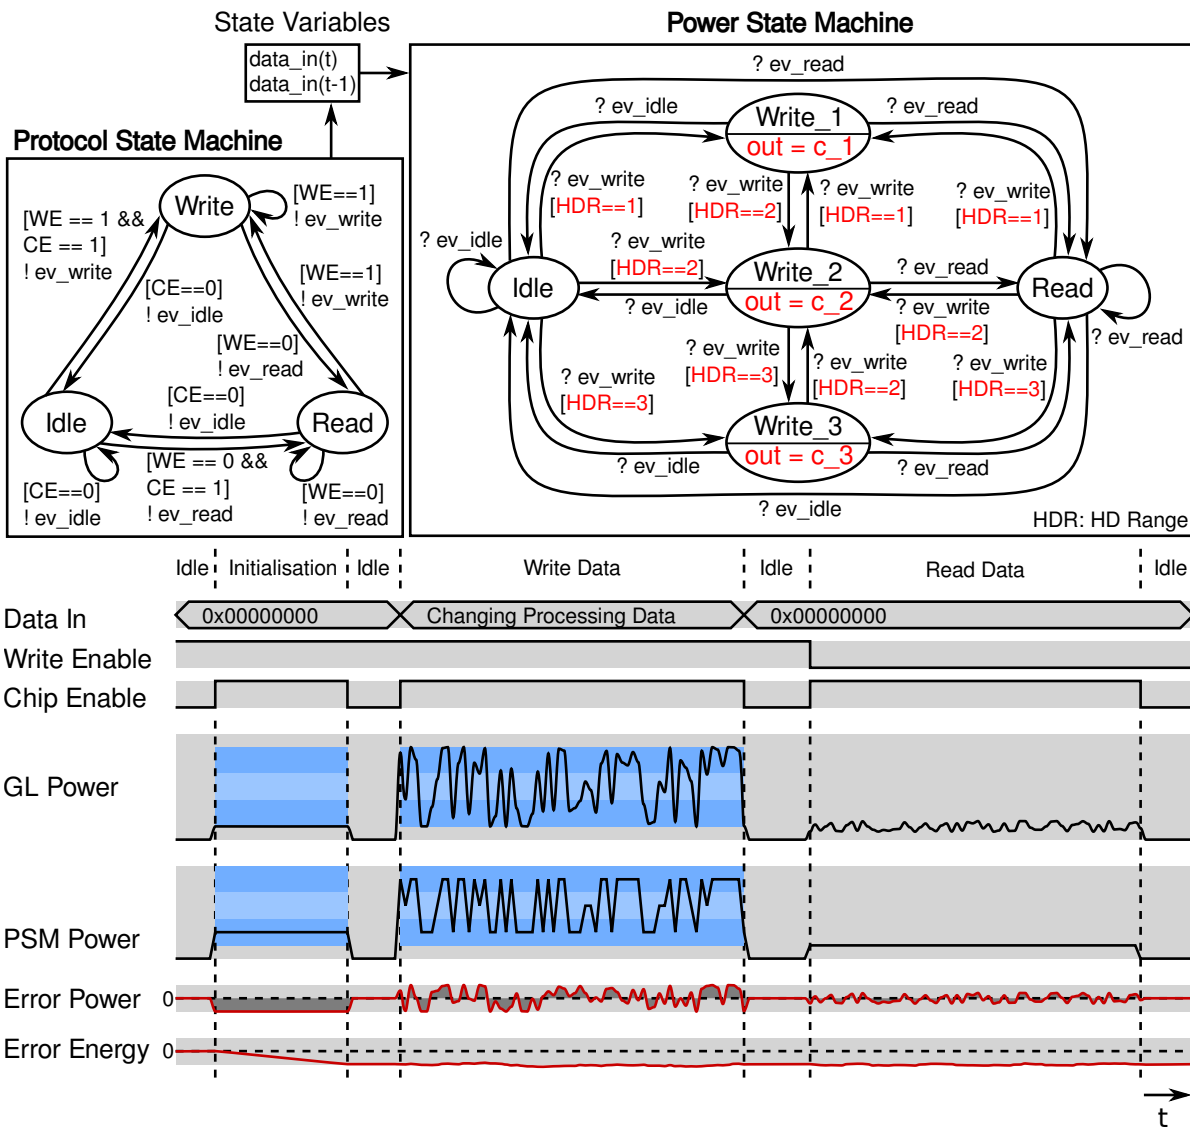 State Variables
Power State Machine
data_in(t)
data_in(t-1)
Protocol State Machine
Write
[WE==1]
! ev_write
[WE == 1 &&
CE == 1]
! ev_write
[CE==0]
! ev_idle
[WE==1]
! ev_write
[WE==0]
! ev_read
[CE==0]
! ev_idle
Idle
Read
[CE==0]
! ev_idle
[WE == 0 &&
CE == 1]
! ev_read
[WE==0]
! ev_read
? ev_read
? ev_idle
Write_1
out = c_1
? ev_read
? ev_write
[HDR==1]
? ev_write
[HDR==2]
? ev_write
[HDR==1]
? ev_write
[HDR==1]
? ev_idle
Idle
? ev_write
[HDR==2]
? ev_idle
Write_2
out = c_2
? ev_read
? ev_write
[HDR==2]
Read
? ev_read
? ev_write
[HDR==3]
? ev_write
[HDR==3]
? ev_write
[HDR==2]
? ev_write
[HDR==3]
Write_3
out = c_3
? ev_idle
? ev_read
? ev_idle
HDR: HD Range
Idle Initialisation Idle Write Data Idle Read Data Idle
Data In 0x00000000 Changing Processing Data 0x00000000
Write Enable
Chip Enable
GL Power
PSM Power
Error Power 0
Error Energy 0
t